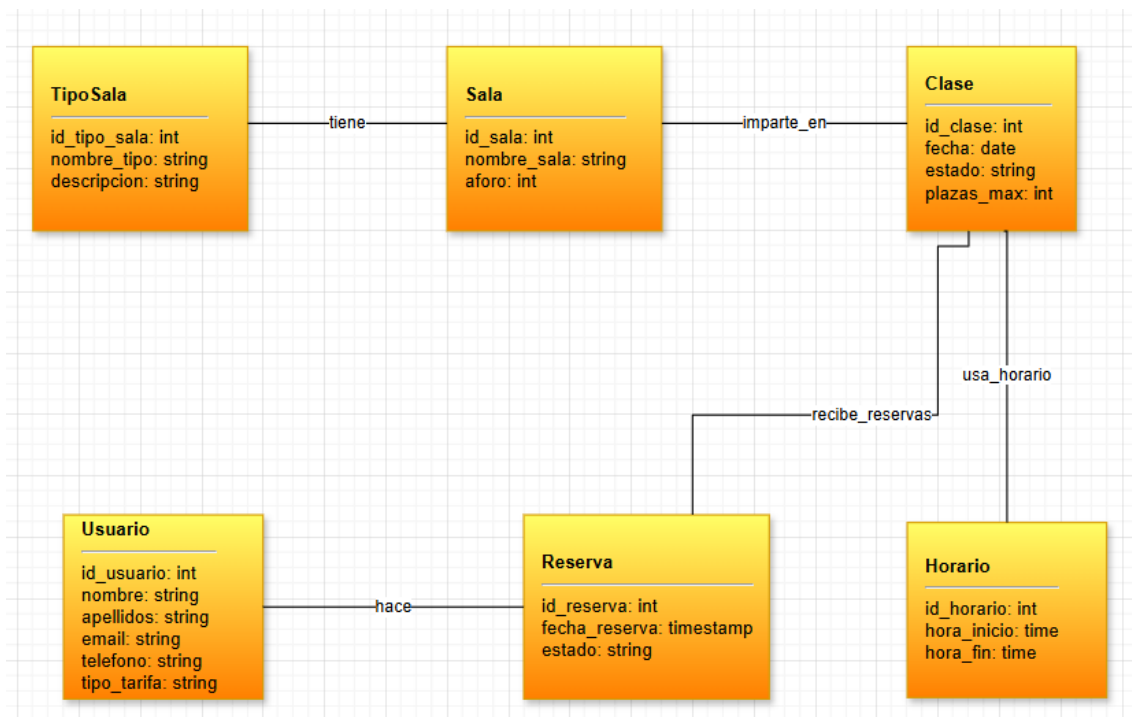 TipoSala
id_tipo_sala: int
nombre_tipo: string
descripcion: string
tiene
Sala
id_sala: int
nombre_sala: string
aforo: int
imparte_en
Clase
id_clase: int
fecha: date
estado: string
plazas_max: int
usa_horario
recibe_reservas
Usuario
id_usuario: int
nombre: string
apellidos: string
email: string
telefono: string
tipo_tarifa: string
hace
Reserva
id_reserva: int
fecha_reserva: timestamp
estado: string
Horario
id_horario: int
hora_inicio: time
hora_fin: time